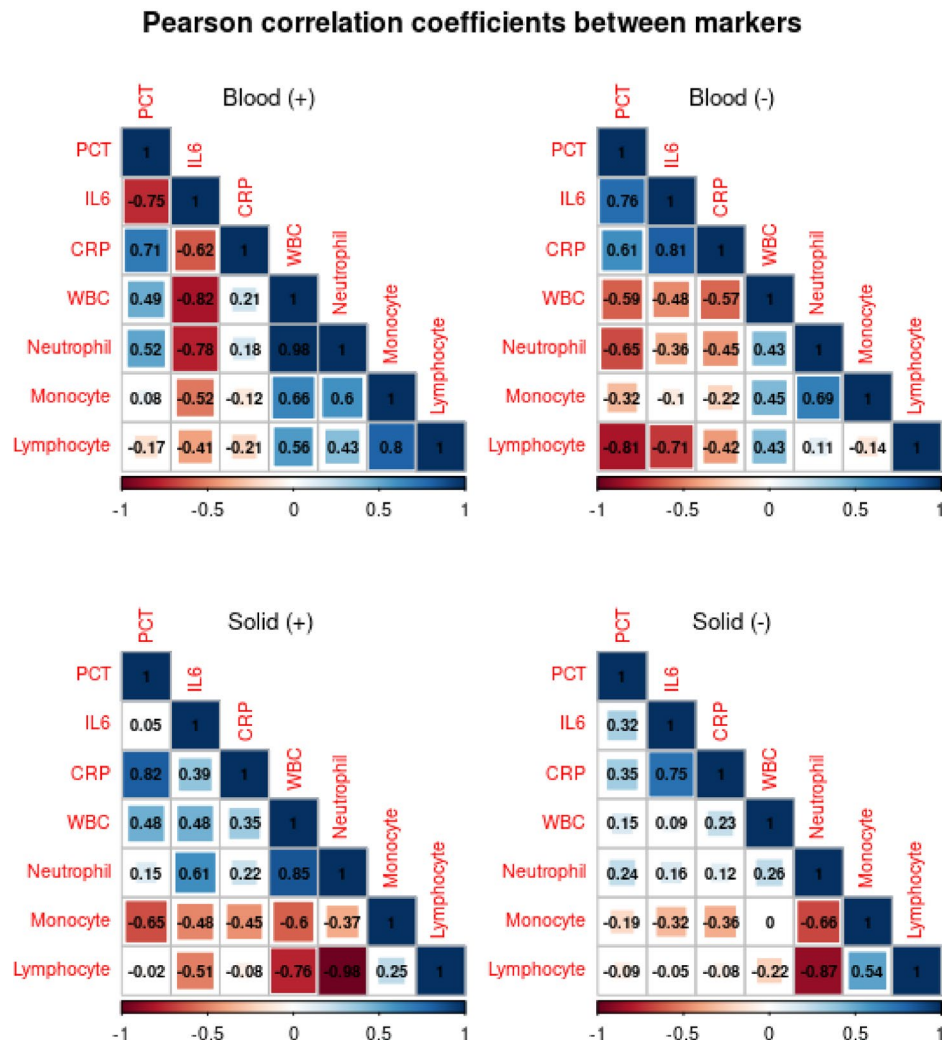 Pearson correlation coefficients between markers
Blood (+)
PCT
IL6
CRP
WBC
Neutrophil
Monocyte
Lymphocyte
PCT 1
IL6 -0.75 1
CRP 0.71 -0.62 1
WBC 0.49 -0.82 0.21 1
Neutrophil 0.52 -0.78 0.18 0.98 1
Monocyte 0.08 -0.52 -0.12 0.66 0.6 1
Lymphocyte -0.17 -0.41 -0.21 0.56 0.43 0.8 1
-1 -0.5 0 0.5 1
Blood (-)
PCT
IL6
CRP
WBC
Neutrophil
Monocyte
Lymphocyte
PCT 1
IL6 0.76 1
CRP 0.61 0.81 1
WBC -0.59 -0.48 -0.57 1
Neutrophil -0.65 -0.36 -0.45 0.43 1
Monocyte -0.32 -0.1 -0.22 0.45 0.69 1
Lymphocyte -0.81 -0.71 -0.42 0.43 0.11 -0.14 1
-1 -0.5 0 0.5 1
Solid (+)
PCT
IL6
CRP
WBC
Neutrophil
Monocyte
Lymphocyte
PCT 1
IL6 0.05 1
CRP 0.82 0.39 1
WBC 0.48 0.48 0.35 1
Neutrophil 0.15 0.61 0.22 0.85 1
Monocyte -0.65 -0.48 -0.45 -0.6 -0.37 1
Lymphocyte -0.02 -0.51 -0.08 -0.76 -0.98 0.25 1
-1 -0.5 0 0.5 1
Solid (-)
PCT
IL6
CRP
WBC
Neutrophil
Monocyte
Lymphocyte
PCT 1
IL6 0.32 1
CRP 0.35 0.75 1
WBC 0.15 0.09 0.23 1
Neutrophil 0.24 0.16 0.12 0.26 1
Monocyte -0.19 -0.32 -0.36 0 -0.66 1
Lymphocyte -0.09 -0.05 -0.08 -0.22 -0.87 0.54 1
-1 -0.5 0 0.5 1